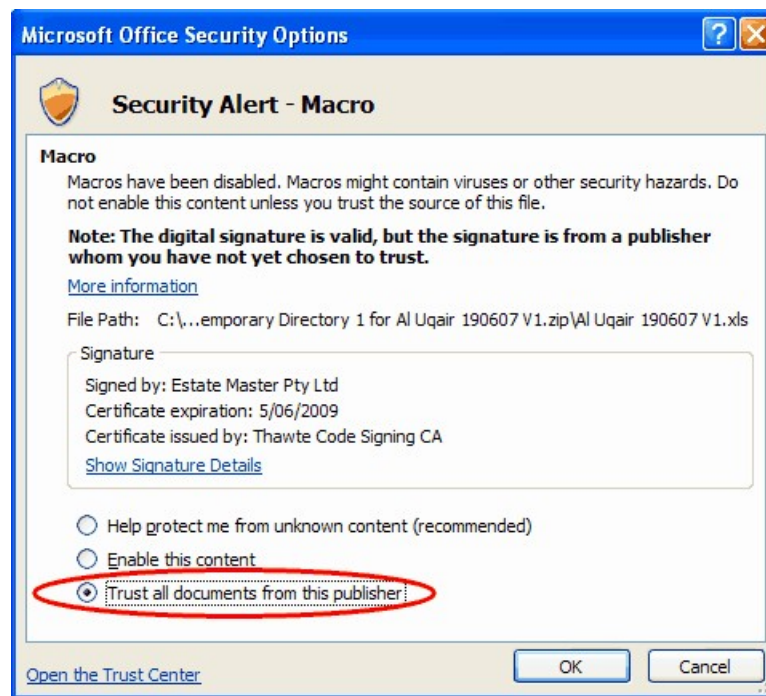 Microsoft Office Security Options
Security Alert - Macro
Macro
Macros have been disabled. Macros might contain viruses or other security hazards. Do
not enable this content unless you trust the source of this file.
Note: The digital signature is valid, but the signature is from a publisher
whom you have not yet chosen to trust.
More information
File Path: C:\...emporary Directory 1 for Al Uqair 190607 V1.zip\Al Uqair 190607 V1.xls
Signature
Signed by: Estate Master Pty Ltd
Certificate expiration: 5/06/2009
Certificate issued by: Thawte Code Signing CA
Show Signature Details
Help protect me from unknown content (recommended)
Enable this content
Trust all documents from this publisher
Open the Trust Center
OK
Cancel